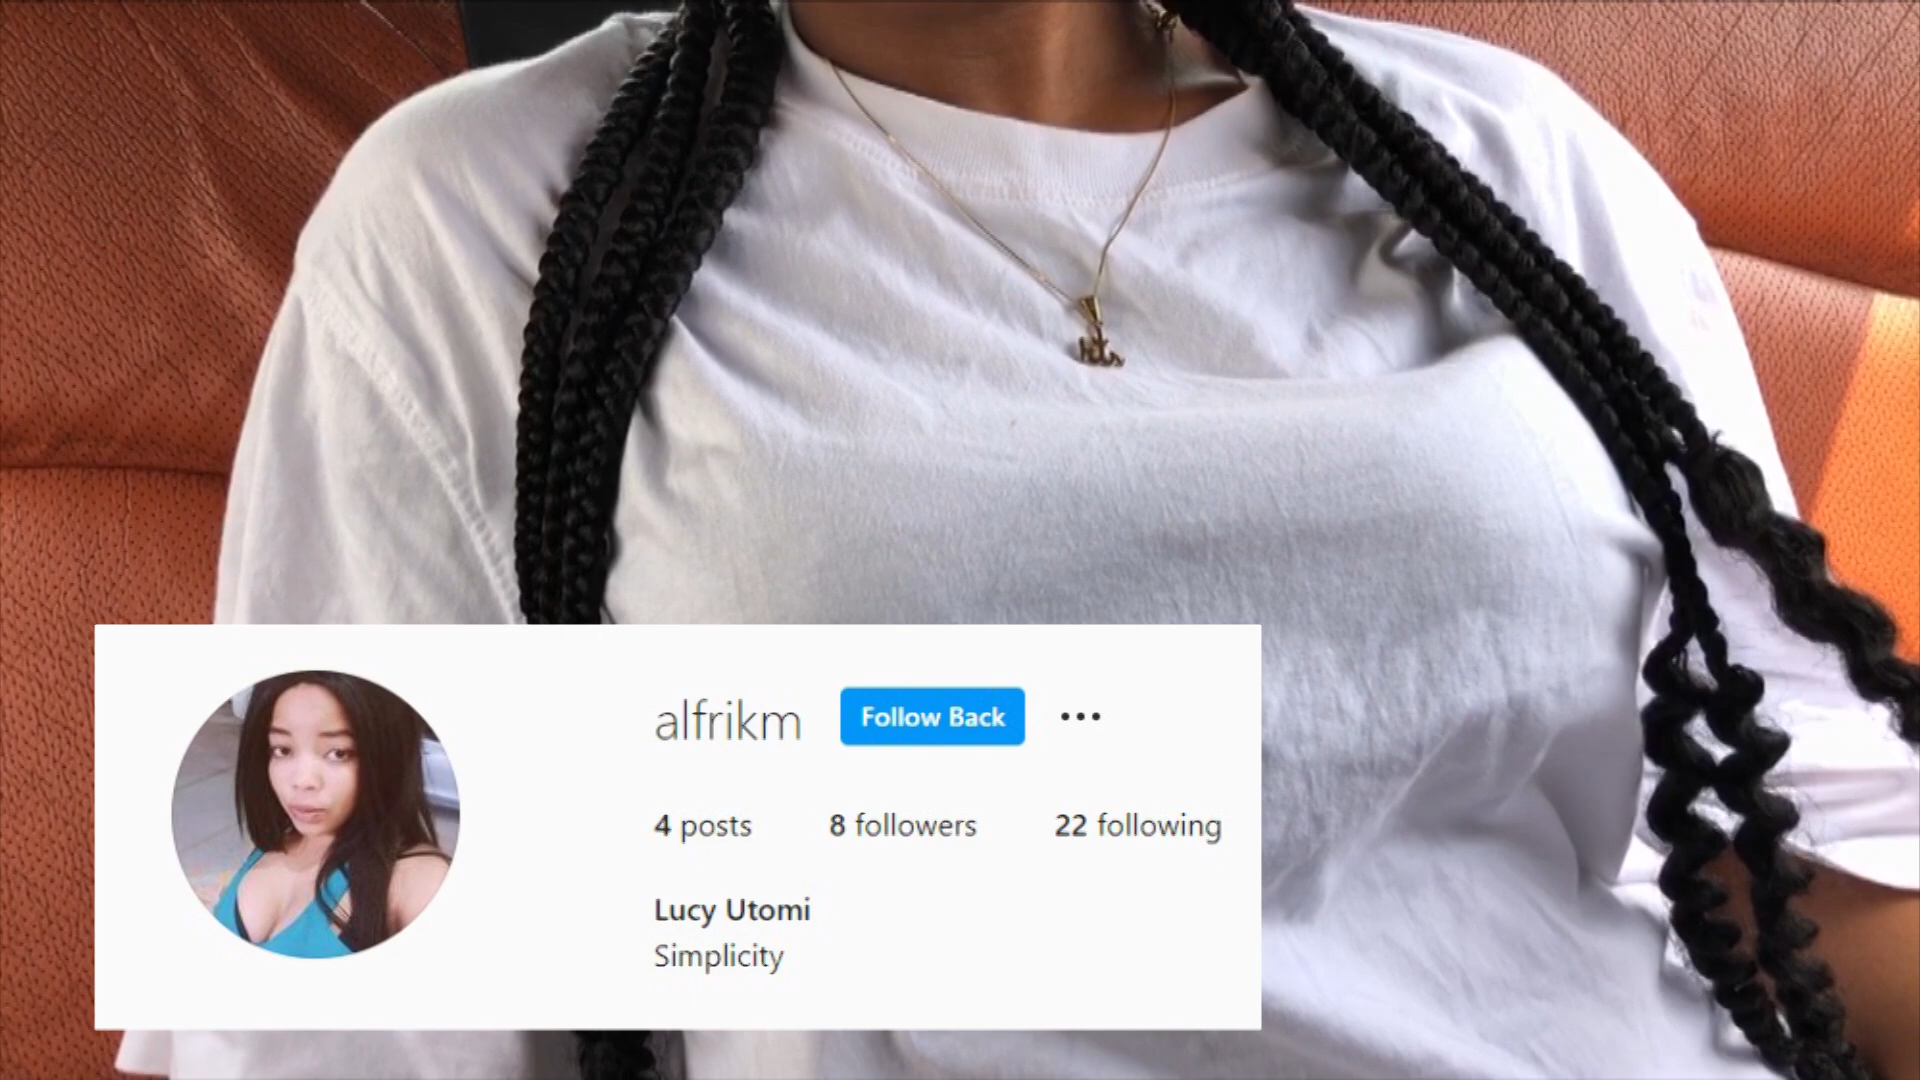 alfrikm Follow Back
4 posts 8 followers 22 following
Lucy Utomi
Simplicity